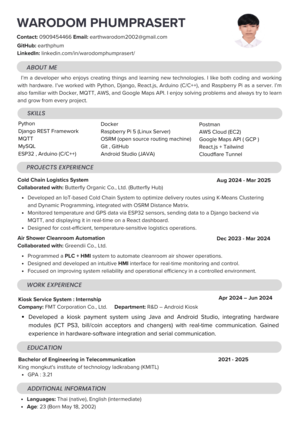 WARODOM PHUMPRASERT
Contact: 0909454466 Email: earthwarodom2002@gmail.com
GitHub: earthphum
LinkedIn: linkedin.com/in/warodomphumprasert/
ABOUT ME
I'm a developer who enjoys creating things and learning new technologies. I like both coding and working
with hardware. I've worked with Python, Django, React.js, Arduino (C/C++), and Raspberry Pi as a server. I'm
also familiar with Docker, MQTT, AWS, and Google Maps API. I enjoy solving problems and always try to learn
and grow from every project.
SKILLS
Python
Django REST Framework
MQTT
MySQL
ESP32 , Arduino (C/C++)
Docker
Raspberry Pi 5 (Linux Server)
OSRM (open source routing machine)
Git , GitHub
Android Studio (JAVA)
Postman
AWS Cloud (EC2)
Google Maps API ( GCP )
React.js + Tailwind
Cloudflare Tunnel
PROJECTS EXPERIENCE
Cold Chain Logistics System Aug 2024 - Mar 2025
Collaborated with: Butterfly Organic Co., Ltd. (Butterfly Hub)
• Developed an IoT-based Cold Chain System to optimize delivery routes using K-Means Clustering
and Dynamic Programming, integrated with OSRM Distance Matrix.
• Monitored temperature and GPS data via ESP32 sensors, sending data to a Django backend via
MQTT, and displaying it in real-time on a React dashboard.
• Designed for cost-efficient, temperature-sensitive logistics operations.
Air Shower Cleanroom Automation Dec 2023 - Mar 2024
Collaborated with: Greendii Co., Ltd.
• Programmed a PLC + HMI system to automate cleanroom air shower operations.
• Designed and developed an intuitive HMI interface for real-time monitoring and control.
• Focused on improving system reliability and operational efficiency in a controlled environment.
WORK EXPERIENCE
Kiosk Service System : Internship Apr 2024 – Jun 2024
Company: FMT Corporation Co., Ltd. Department: R&D – Android Kiosk
• Developed a kiosk payment system using Java and Android Studio, integrating hardware
modules (ICT PS3, bill/coin acceptors and changers) with real-time communication. Gained
experience in hardware-software integration and serial communication.
EDUCATION
Bachelor of Engineering in Telecommunication 2021 - 2025
King mongkut's institute of technology ladkrabang (KMITL)
• GPA : 3.21
ADDITIONAL INFORMATION
• Languages: Thai (native), English (intermediate)
• Age: 23 (Born May 18, 2002)